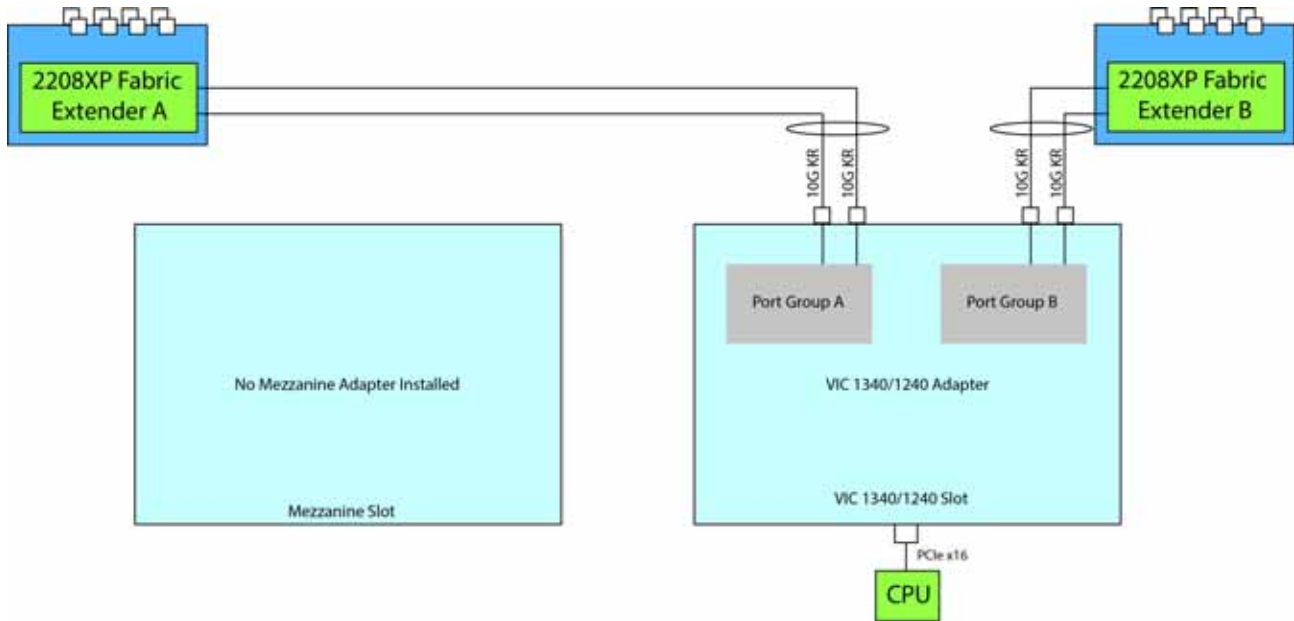 2208XP Fabric
Extender A
2208XP Fabric
Extender B
10G KR
10G KR
10G KR
10G KR
Port Group A
Port Group B
No Mezzanine Adapter Installed
VIC 1340/1240 Adapter
Mezzanine Slot
VIC 1340/1240 Slot
PCIe x16
CPU